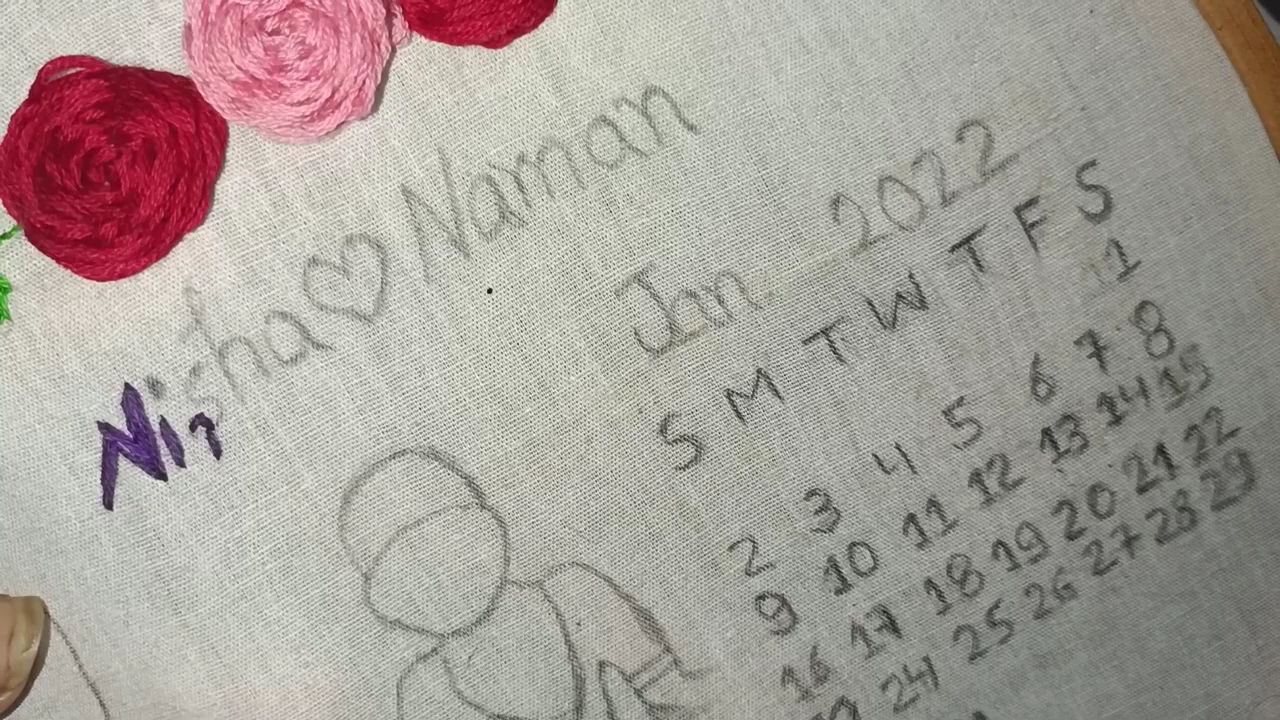 Nisha ♡ Naman
Jan 2022
S M T W T F S
1
2 3 4 5 6 7 8
9 10 11 12 13 14 15
16 17 18 19 20 21 22
24 25 26 27 28 29